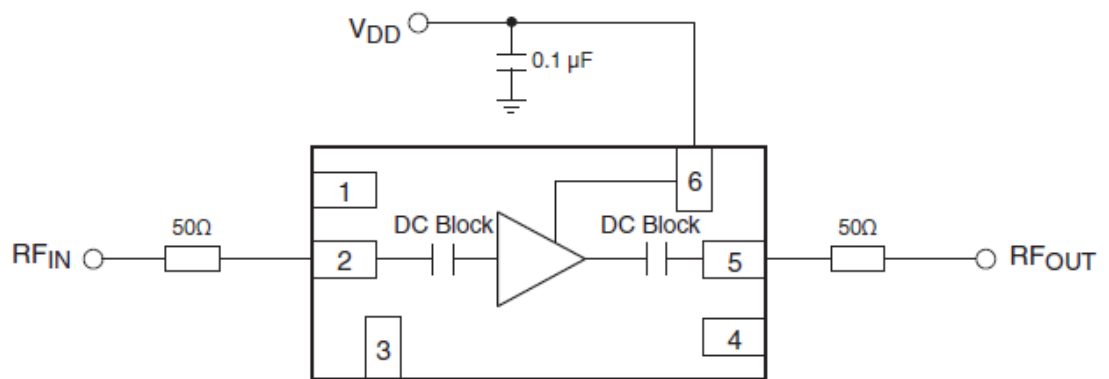 VDD
0.1 µF
1
6
DC Block
DC Block
50Ω
50Ω
RFIN
2
5
RFOUT
3
4